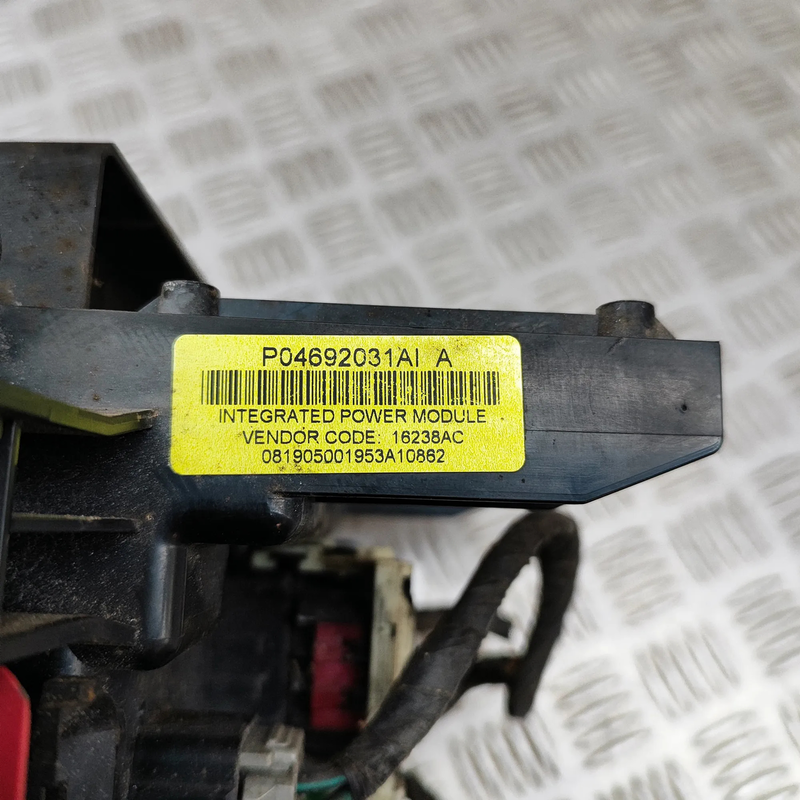 P04692031AI A
INTEGRATED POWER MODULE
VENDOR CODE: 16238AC
081905001953A10862